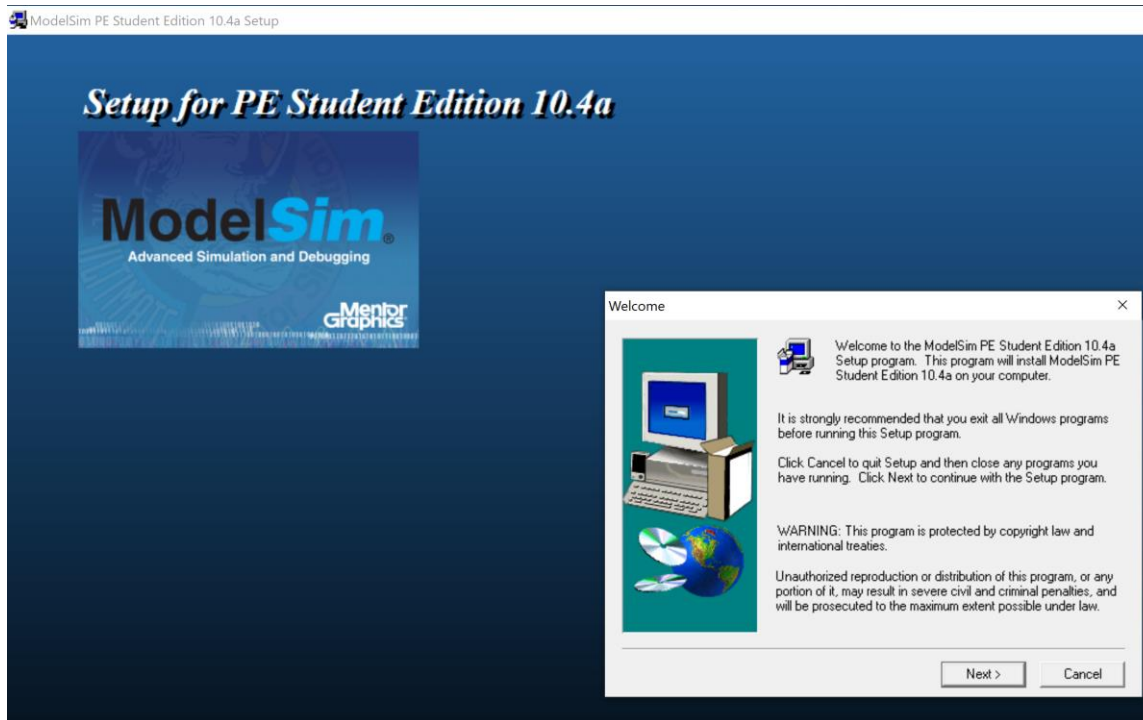 ModelSim PE Student Edition 10.4a Setup
Setup for PE Student Edition 10.4a
ModelSim®
Advanced Simulation and Debugging
Mentor
Graphics
Welcome
Welcome to the ModelSim PE Student Edition 10.4a
Setup program. This program will install ModelSim PE
Student Edition 10.4a on your computer.
It is strongly recommended that you exit all Windows programs
before running this Setup program.
Click Cancel to quit Setup and then close any programs you
have running. Click Next to continue with the Setup program.
WARNING: This program is protected by copyright law and
international treaties.
Unauthorized reproduction or distribution of this program, or any
portion of it, may result in severe civil and criminal penalties, and
will be prosecuted to the maximum extent possible under law.
Next >
Cancel